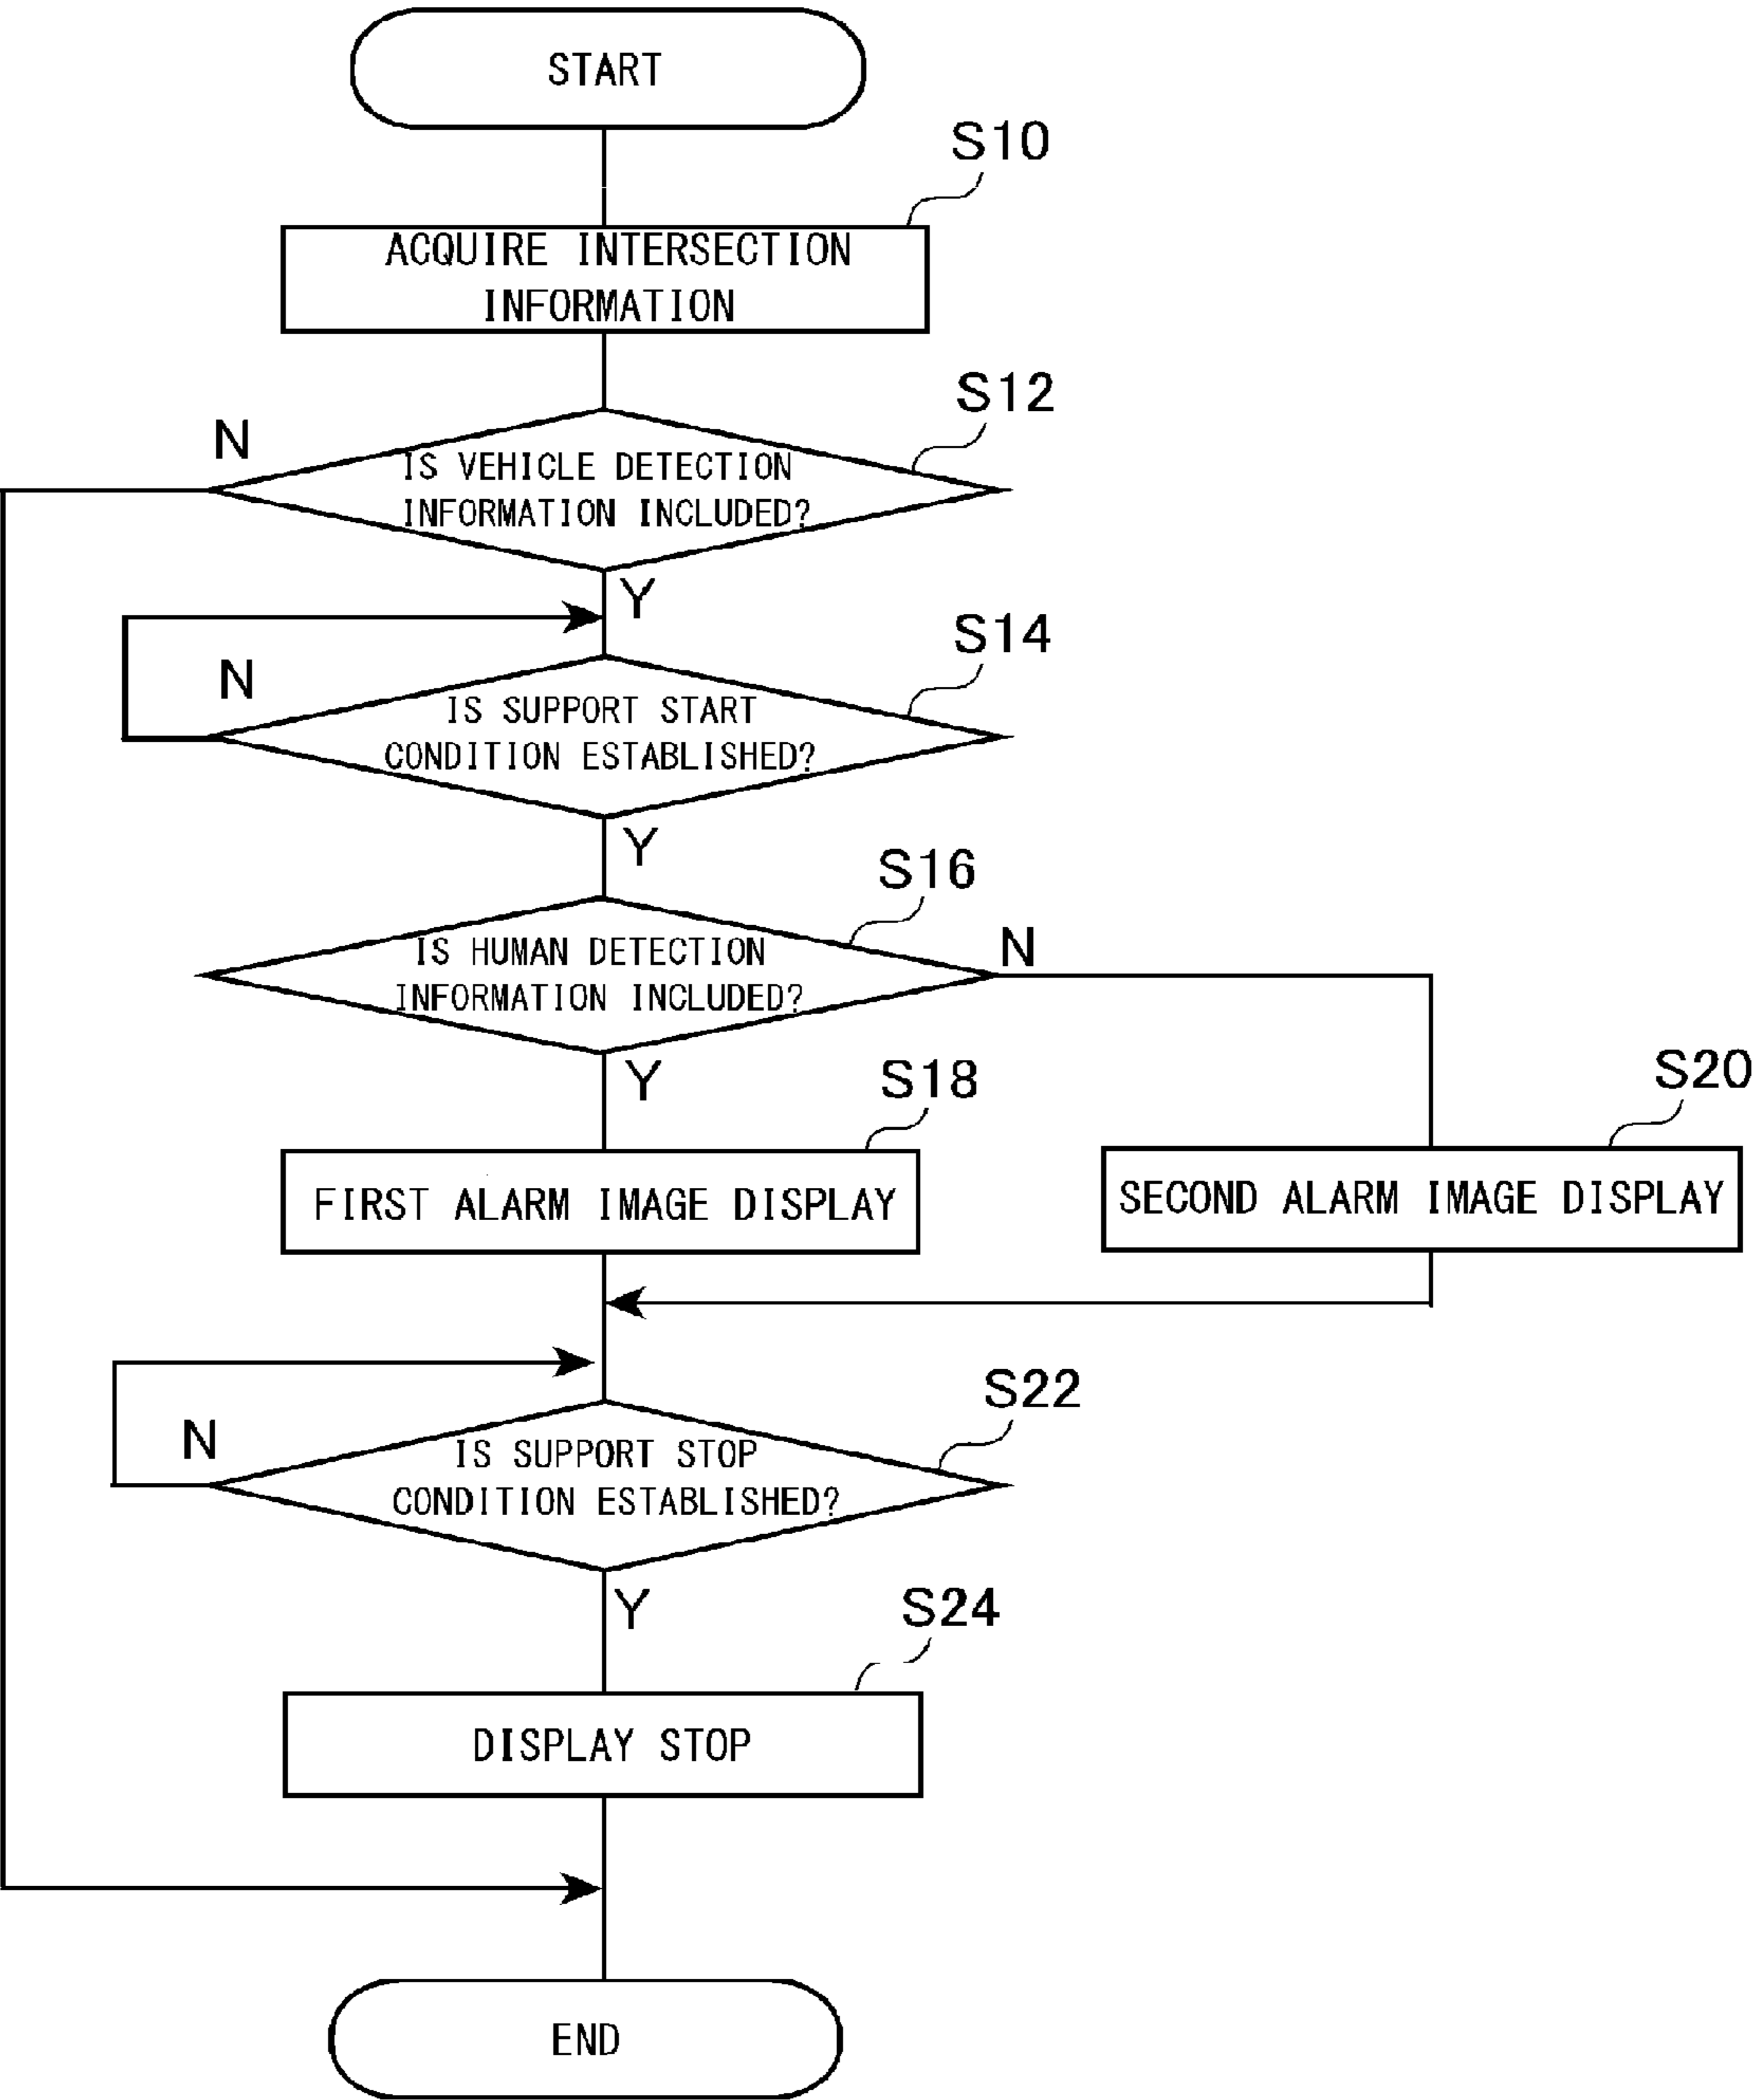 START
S10
ACQUIRE INTERSECTION
INFORMATION
S12
N
IS VEHICLE DETECTION
INFORMATION INCLUDED?
Y
S14
N
IS SUPPORT START
CONDITION ESTABLISHED?
Y
S16
N
IS HUMAN DETECTION
INFORMATION INCLUDED?
Y
S18
S20
FIRST ALARM IMAGE DISPLAY
SECOND ALARM IMAGE DISPLAY
S22
N
IS SUPPORT STOP
CONDITION ESTABLISHED?
Y
S24
DISPLAY STOP
END